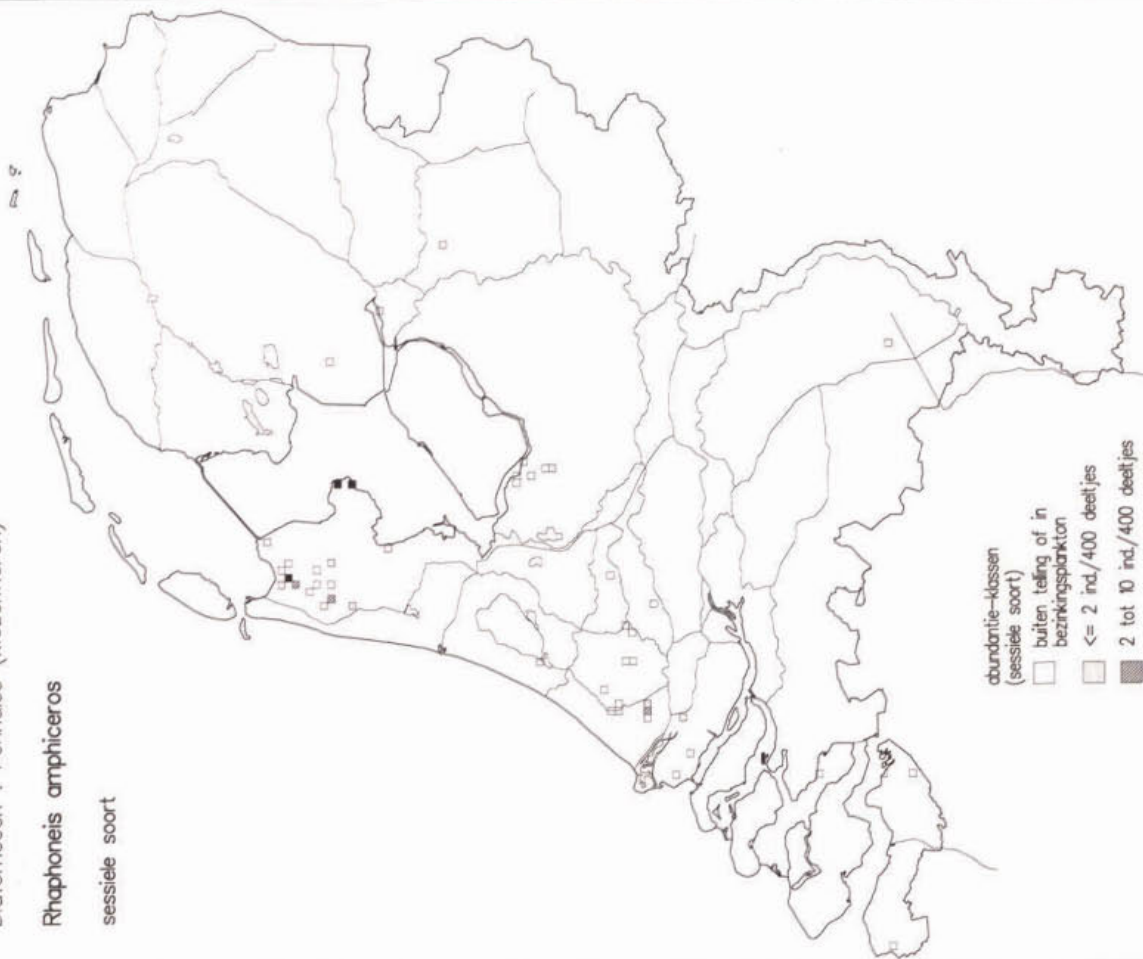 Rhaphoneis amphiceros
sessiele soort
abundantie-klassen
(sessiele soort)
buiten telling of in
bezinkingsplankton
<= 2 ind./400 deeltjes
2 tot 10 ind./400 deeltjes